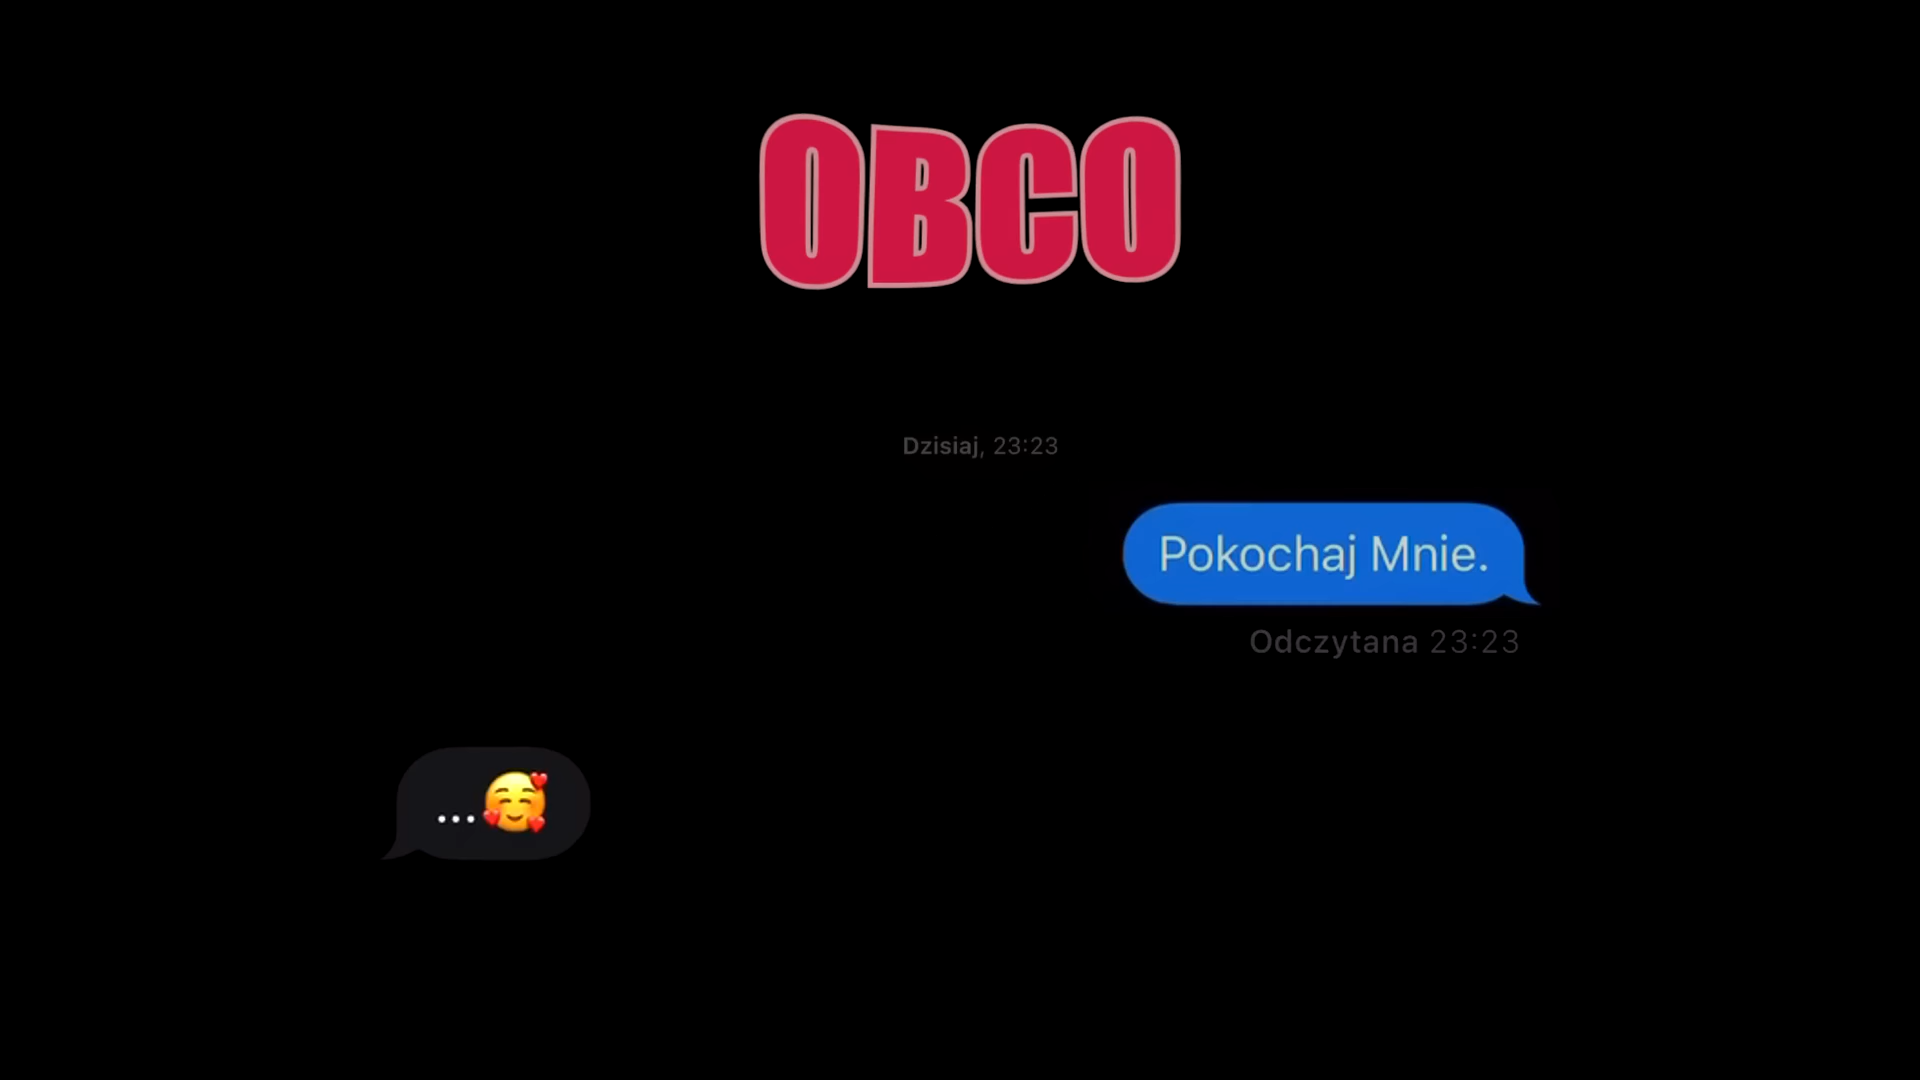 OBCO
Dzisiaj, 23:23
Pokochaj Mnie.
Odczytana 23:23
...🥰